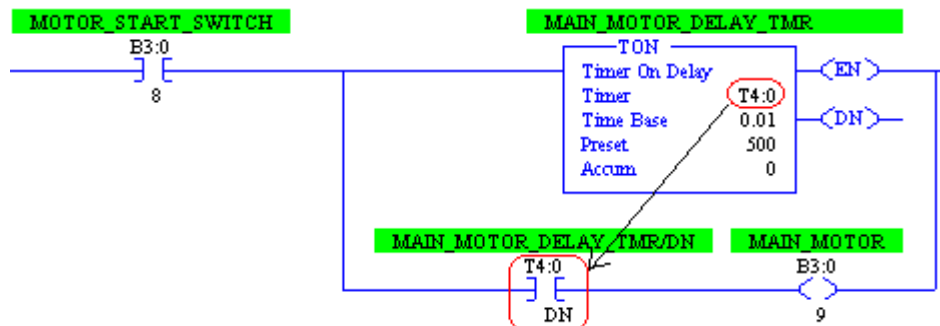 MOTOR_START_SWITCH
B3:0
8
MAIN_MOTOR_DELAY_TMR
TON
Timer On Delay
Timer T4:0
Time Base 0.01
Preset 500
Accum 0
EN
DN
MAIN_MOTOR_DELAY_TMR/DN
T4:0
DN
MAIN_MOTOR
B3:0
9